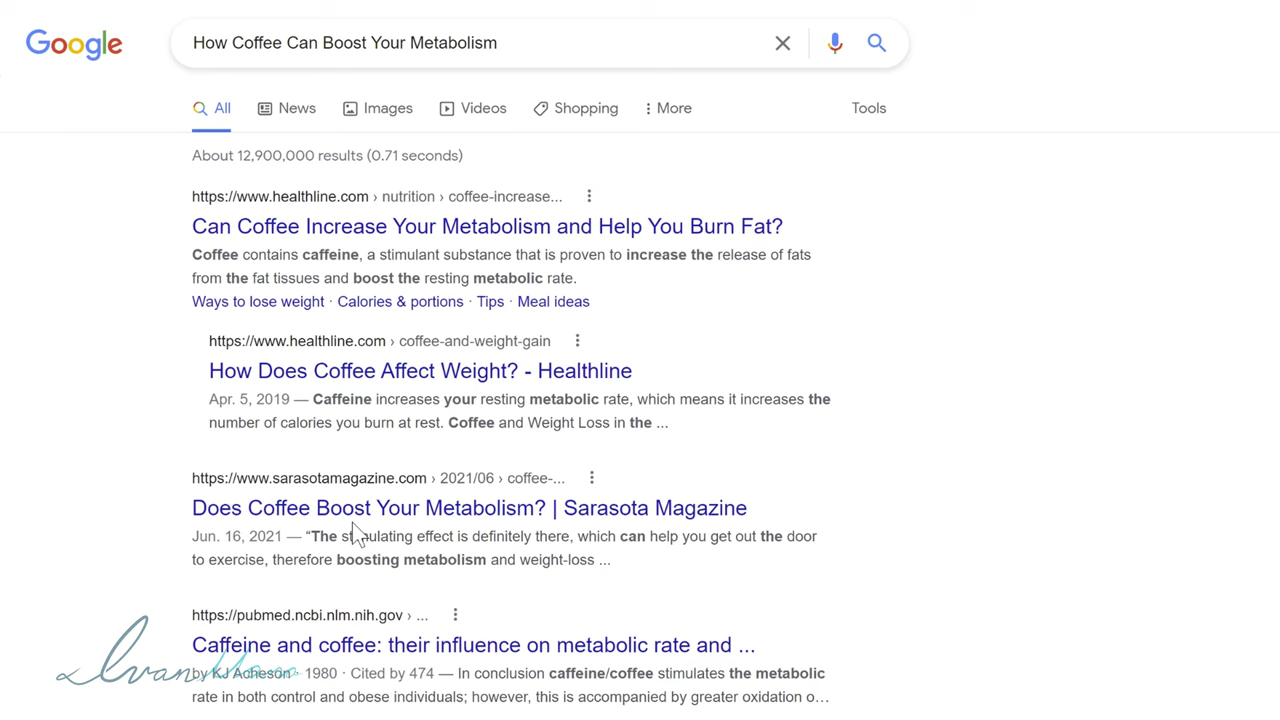 Google
How Coffee Can Boost Your Metabolism
All News Images Videos Shopping More Tools
About 12,900,000 results (0.71 seconds)
https://www.healthline.com › nutrition › coffee-increase...
Can Coffee Increase Your Metabolism and Help You Burn Fat?
Coffee contains caffeine, a stimulant substance that is proven to increase the release of fats
from the fat tissues and boost the resting metabolic rate.
Ways to lose weight · Calories & portions · Tips · Meal ideas
https://www.healthline.com › coffee-and-weight-gain
How Does Coffee Affect Weight? - Healthline
Apr. 5, 2019 — Caffeine increases your resting metabolic rate, which means it increases the
number of calories you burn at rest. Coffee and Weight Loss in the ...
https://www.sarasotamagazine.com › 2021/06 › coffee-...
Does Coffee Boost Your Metabolism? | Sarasota Magazine
Jun. 16, 2021 — “The stimulating effect is definitely there, which can help you get out the door
to exercise, therefore boosting metabolism and weight-loss ...
https://pubmed.ncbi.nlm.nih.gov › ...
Caffeine and coffee: their influence on metabolic rate and ...
by KJ Acheson · 1980 · Cited by 474 — In conclusion caffeine/coffee stimulates the metabolic
rate in both control and obese individuals; however, this is accompanied by greater oxidation o...
Ivan